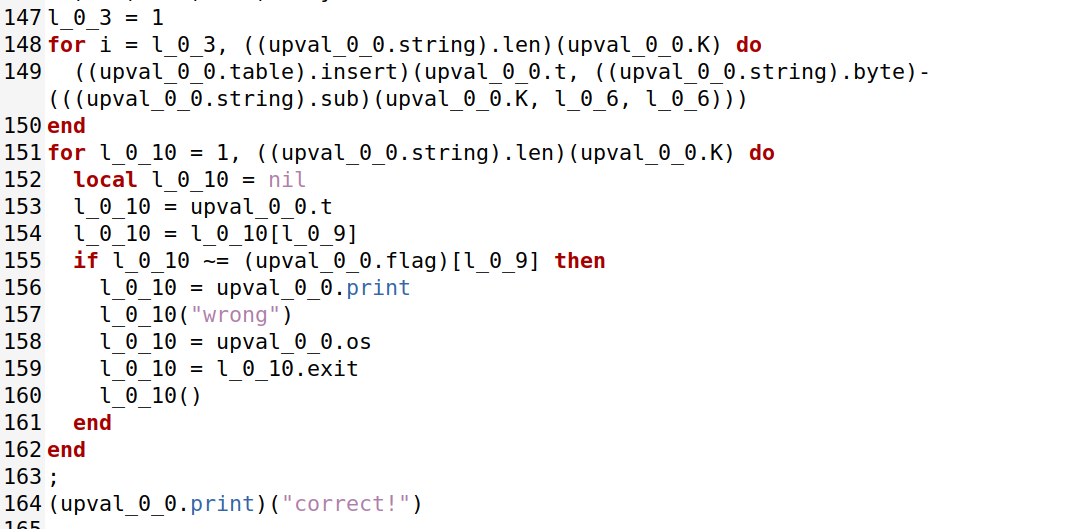 147 l_0_3 = 1
148 for i = l_0_3, ((upval_0_0.string).len)(upval_0_0.K) do
149   ((upval_0_0.table).insert)(upval_0_0.t, ((upval_0_0.string).byte)-
(((upval_0_0.string).sub)(upval_0_0.K, l_0_6, l_0_6)))
150 end
151 for l_0_10 = 1, ((upval_0_0.string).len)(upval_0_0.K) do
152   local l_0_10 = nil
153   l_0_10 = upval_0_0.t
154   l_0_10 = l_0_10[l_0_9]
155   if l_0_10 ~= (upval_0_0.flag)[l_0_9] then
156     l_0_10 = upval_0_0.print
157     l_0_10("wrong")
158     l_0_10 = upval_0_0.os
159     l_0_10 = l_0_10.exit
160     l_0_10()
161   end
162 end
163 ;
164 (upval_0_0.print)("correct!")
165